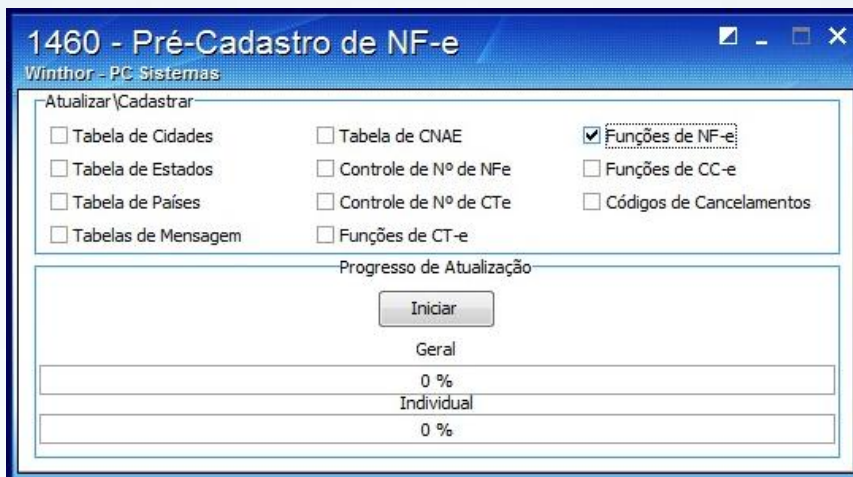 1460 - Pré-Cadastro de NF-e
Winthor - PC Sistemas
Atualizar\Cadastrar
Tabela de Cidades Tabela de CNAE Funções de NF-e
Tabela de Estados Controle de Nº de NFe Funções de CC-e
Tabela de Países Controle de Nº de CTe Códigos de Cancelamentos
Tabelas de Mensagem Funções de CT-e
Progresso de Atualização
Iniciar
Geral
0 %
Individual
0 %